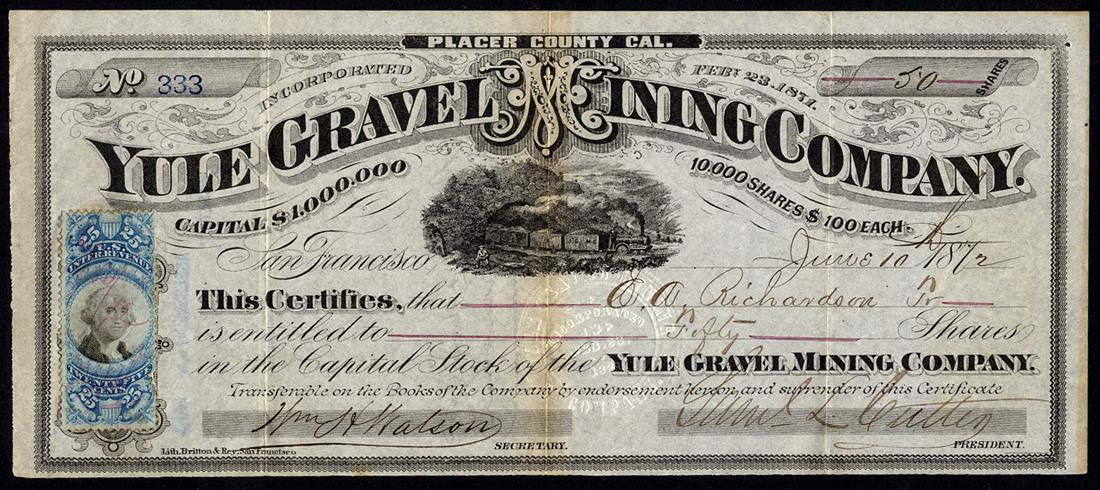 PLACER COUNTY CAL.
No 333
INCORPORATED FEBY 23. 1871.
50 SHARES
YULE GRAVEL MINING COMPANY.
CAPITAL $1.000.000
10.000 SHARES $100 EACH.
San Francisco, June 10 1872
This Certifies, that E. A. Richardson Tr
is entitled to Fifty Shares
in the Capital Stock of the YULE GRAVEL MINING COMPANY.
Transferable on the Books of the Company by endorsement hereon and surrender of this Certificate
Wm H Watson
SECRETARY.
PRESIDENT.
Lith. Britton & Rey, San Francisco
25 25
U.S.
INTER. REVENUE
TWENTY FIVE
CENTS
25 25